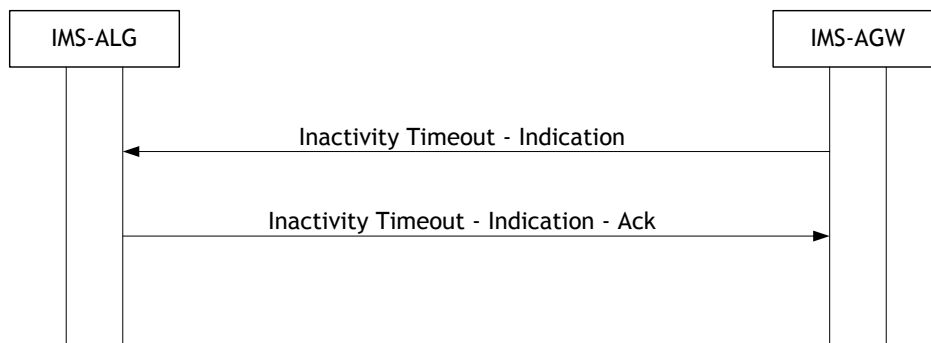 IMS-ALG
IMS-AGW
Inactivity Timeout - Indication
Inactivity Timeout - Indication - Ack